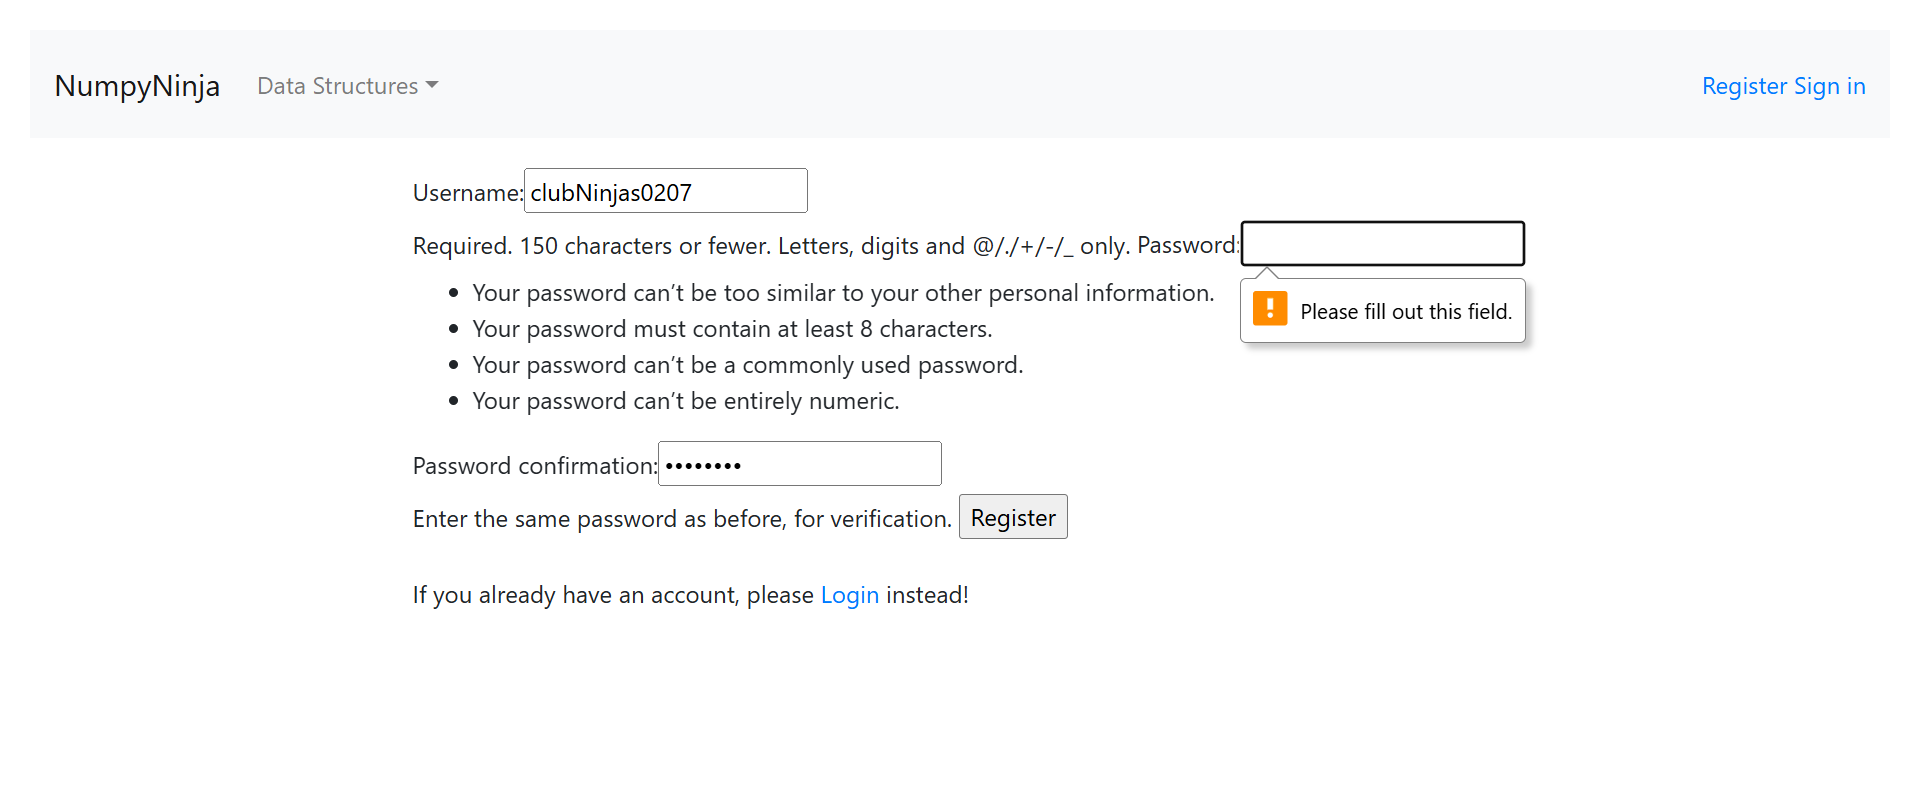 NumpyNinja Data Structures Register Sign in
Username: clubNinjas0207
Required. 150 characters or fewer. Letters, digits and @/./+/-/_ only. Password:
Please fill out this field.
Your password can’t be too similar to your other personal information.
Your password must contain at least 8 characters.
Your password can’t be a commonly used password.
Your password can’t be entirely numeric.
Password confirmation: ••••••••
Enter the same password as before, for verification. Register
If you already have an account, please Login instead!